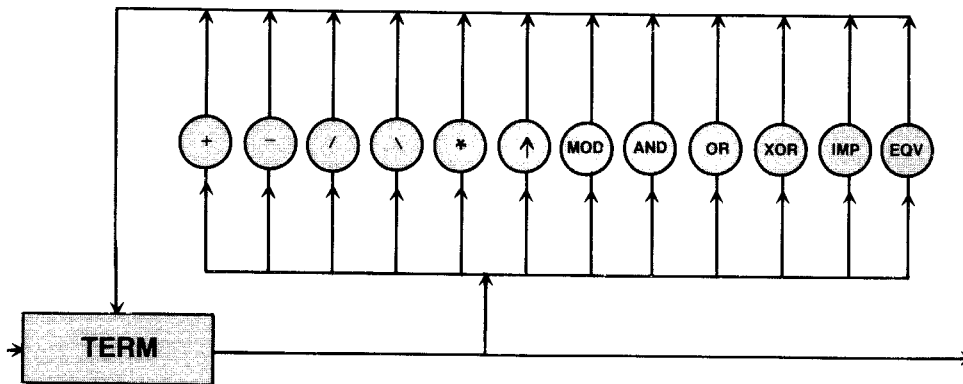 + - / \ * ↑ MOD AND OR XOR IMP EQV
TERM